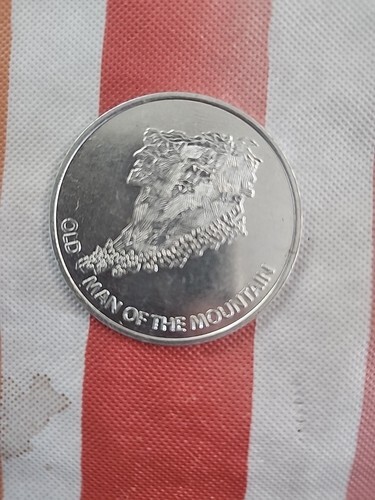 OLD MAN OF THE MOUNTAIN